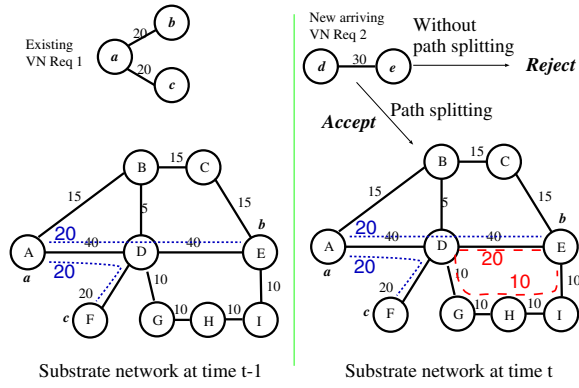 Existing
VN Req 1
a
b
c
20
20
A
B
C
D
E
F
G
H
I
15
15
15
5
40
40
20
10
10
10
10
20
20
a
b
c
Substrate network at time t-1
New arriving
VN Req 2
d
30
e
Without
path splitting
Reject
Accept
Path splitting
A
B
C
D
E
F
G
H
I
15
15
15
5
40
40
20
10
10
10
10
20
20
20
10
a
b
c
Substrate network at time t